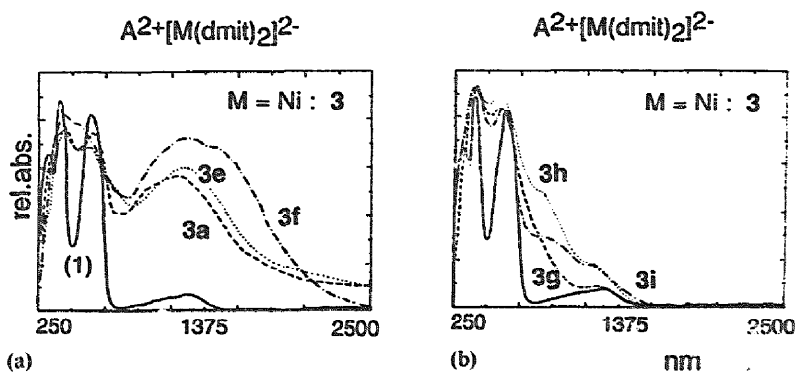 A2+[M(dmit)2]2-
M = Ni : 3
rel.abs.
3e
3f
3a
(1)
250 1375 2500
(a)
A2+[M(dmit)2]2-
M = Ni : 3
3h
3g
3i
250 1375 2500
(b)
nm